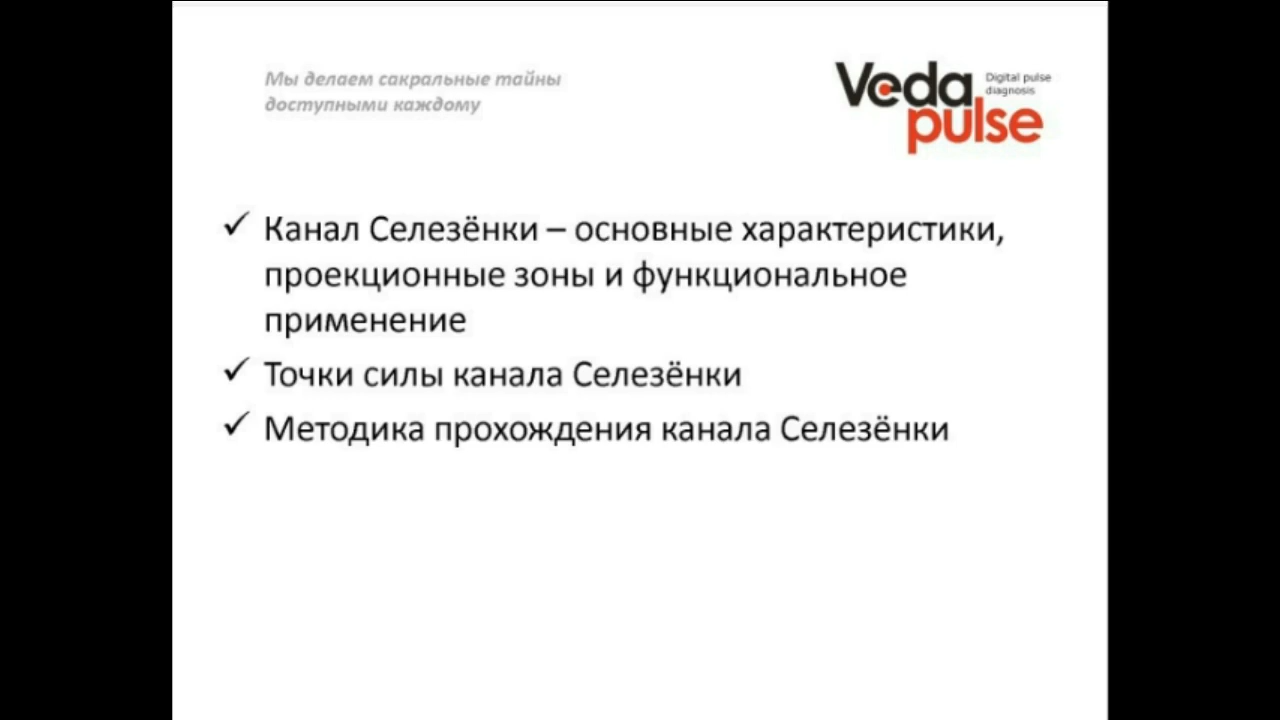 Мы делаем сакральные тайны
доступными каждому
Veda
Digital pulse
diagnosis
pulse
✓ Канал Селезёнки – основные характеристики,
проекционные зоны и функциональное
применение
✓ Точки силы канала Селезёнки
✓ Методика прохождения канала Селезёнки